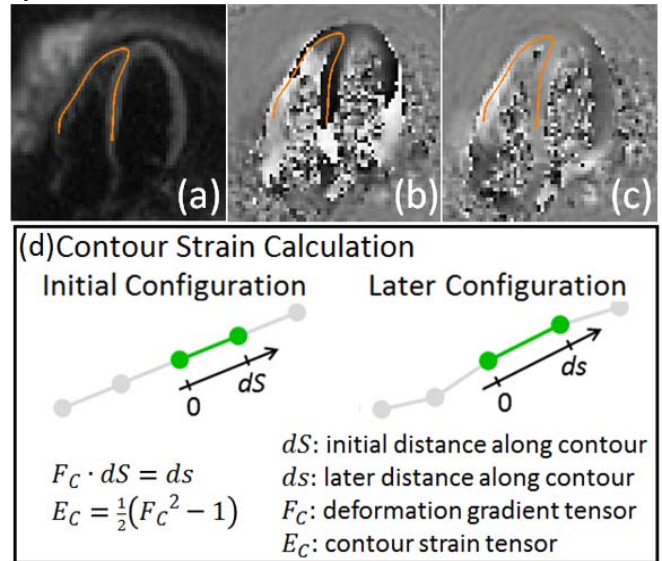 (a)
(b)
(c)
(d)Contour Strain Calculation
Initial Configuration
Later Configuration
0
dS
0
ds
F_C · dS = ds
E_C = ½(F_C² − 1)
dS: initial distance along contour
ds: later distance along contour
F_C: deformation gradient tensor
E_C: contour strain tensor